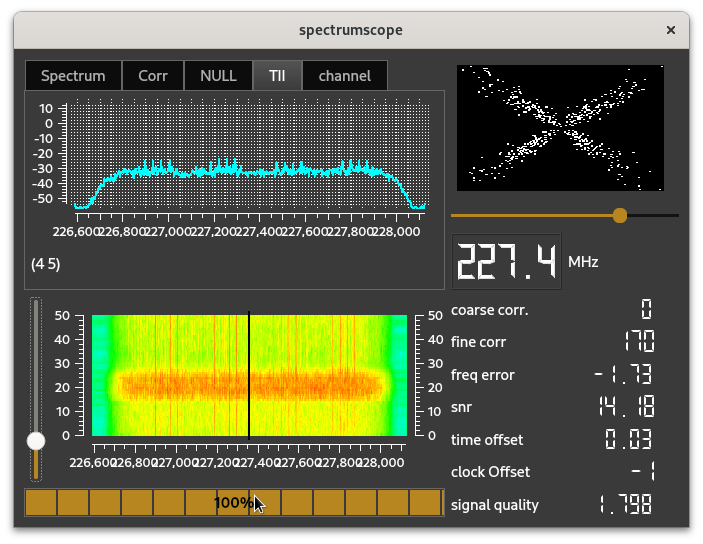 spectrumscope ×
Spectrum Corr NULL TII channel
10
0
-10
-20
-30
-40
-50
226,600 226,800 227,000 227,200 227,400 227,600 227,800 228,000
(4 5)
227.4 MHz
50 50
40 40
30 30
20 20
10 10
0 0
226,600 226,800 227,000 227,200 227,400 227,600 227,800 228,000
100%
coarse corr. 0
fine corr 170
freq error -1.73
snr 14.18
time offset 0.03
clock Offset -1
signal quality 1.798